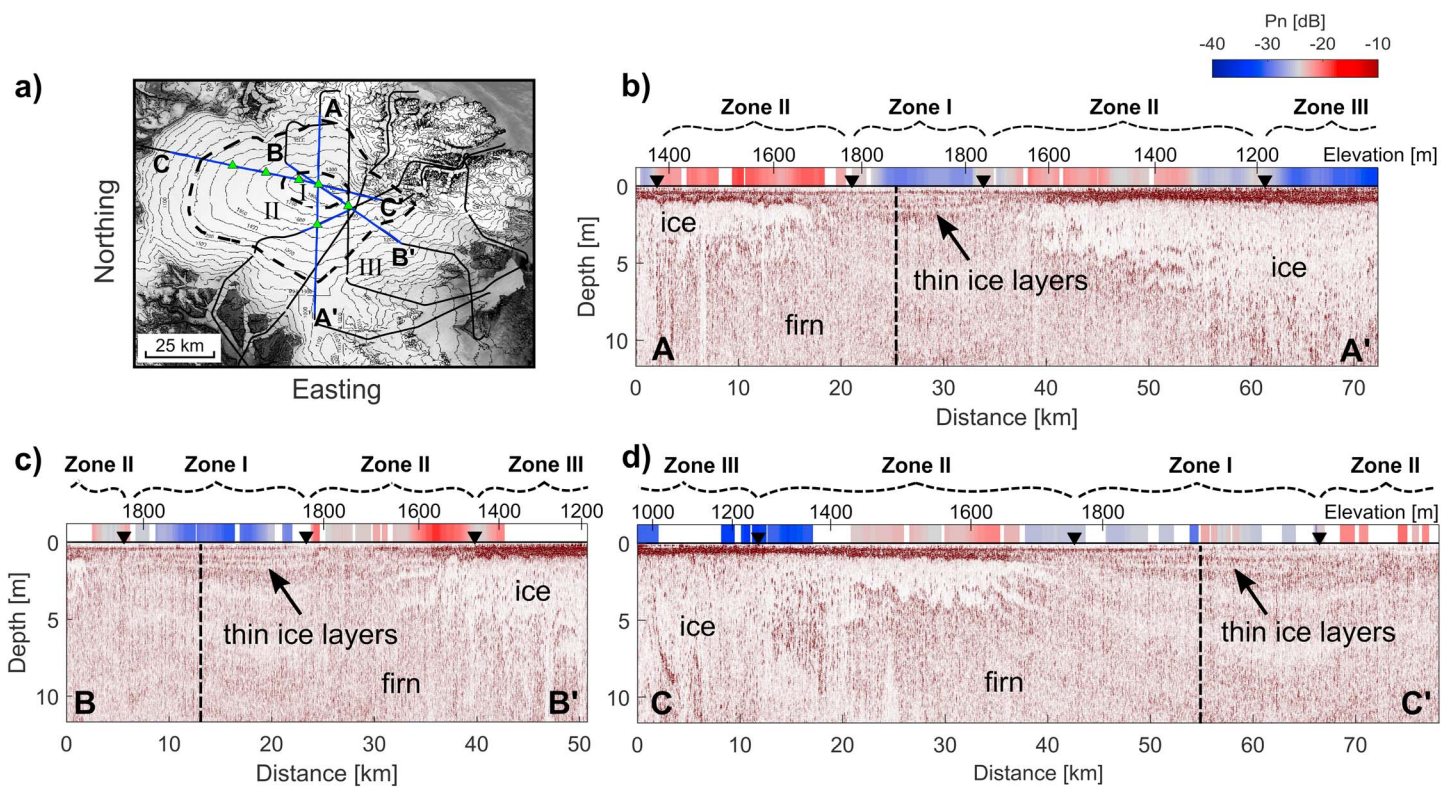 Pn [dB]
-40 -30 -20 -10
a)
A
B
C
I
II
C'
B'
III
A'
25 km
Northing
Easting
b)
Zone II Zone I Zone II Zone III
1400 1600 1800 1800 1600 1400 1200 Elevation [m]
0
5
10
Depth [m]
ice
thin ice layers
ice
firn
A A'
0 10 20 30 40 50 60 70
Distance [km]
c)
Zone II Zone I Zone II Zone III
1800 1800 1600 1400 1200
0
5
10
Depth [m]
ice
thin ice layers
firn
B B'
0 10 20 30 40 50
Distance [km]
d)
Zone III Zone II Zone I Zone II
1000 1200 1400 1600 1800 Elevation [m]
0
5
10
ice
thin ice layers
firn
C C'
0 10 20 30 40 50 60 70
Distance [km]